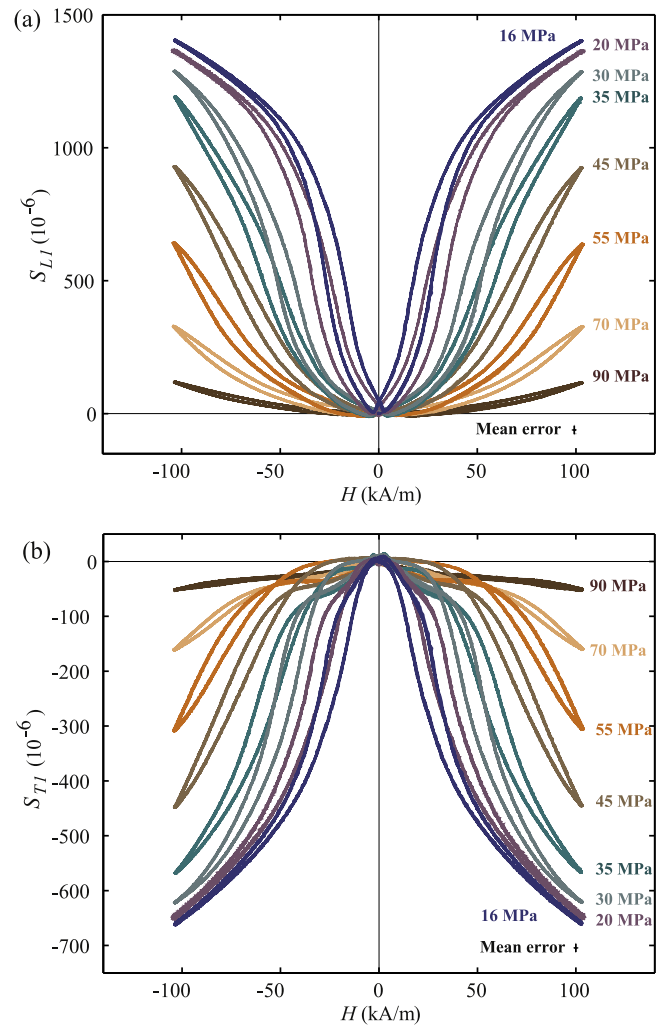 (a)
1500
1000
500
0
S_L1 (10⁻⁶)
16 MPa
20 MPa
30 MPa
35 MPa
45 MPa
55 MPa
70 MPa
90 MPa
Mean error
-100 -50 0 50 100
H (kA/m)
(b)
0
-100
-200
-300
-400
-500
-600
-700
S_T1 (10⁻⁶)
90 MPa
70 MPa
55 MPa
45 MPa
35 MPa
30 MPa
16 MPa 20 MPa
Mean error
-100 -50 0 50 100
H (kA/m)